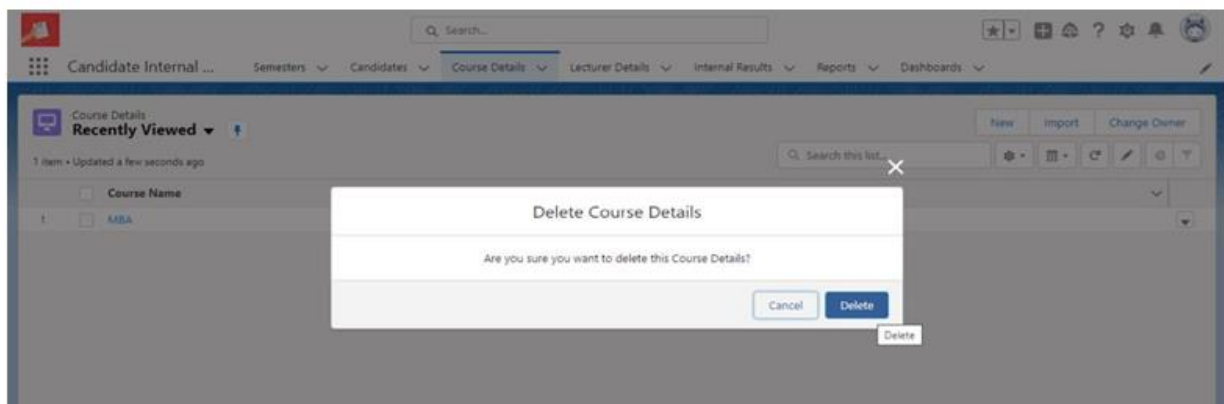 Search...
Candidate Internal ... Semesters Candidates Course Details Lecturer Details Internal Results Reports Dashboards
Course Details
Recently Viewed
New Import Change Owner
1 item • Updated a few seconds ago
Search this list...
Course Name
1 MBA
Delete Course Details
Are you sure you want to delete this Course Details?
Cancel Delete
Delete